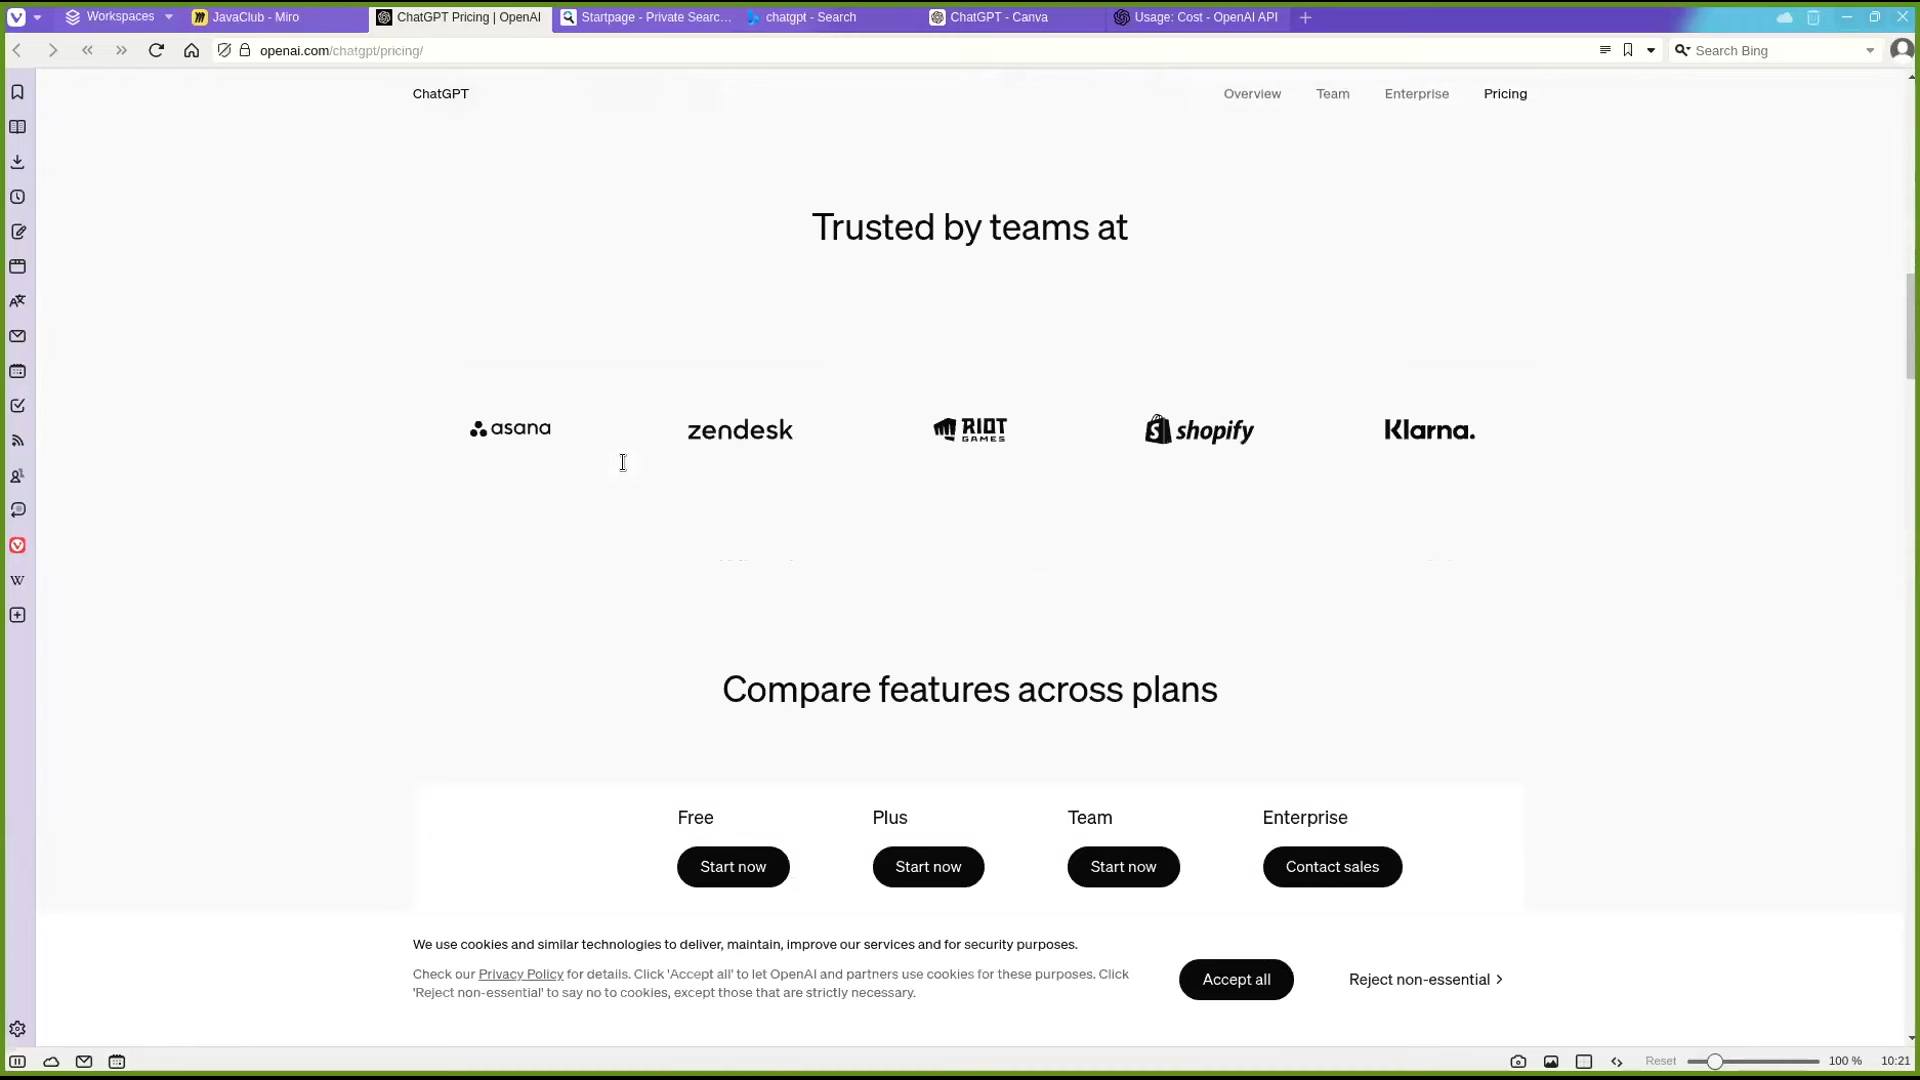 Workspaces
JavaClub - Miro
ChatGPT Pricing | OpenAI
Startpage - Private Searc...
chatgpt - Search
ChatGPT - Canva
Usage: Cost - OpenAI API
openai.com/chatgpt/pricing/
Search Bing
ChatGPT
Overview
Team
Enterprise
Pricing
Trusted by teams at
asana
zendesk
RIOT GAMES
shopify
Klarna.
Compare features across plans
Free
Plus
Team
Enterprise
Start now
Start now
Start now
Contact sales
We use cookies and similar technologies to deliver, maintain, improve our services and for security purposes.
Check our Privacy Policy for details. Click 'Accept all' to let OpenAI and partners use cookies for these purposes. Click
'Reject non-essential' to say no to cookies, except those that are strictly necessary.
Accept all
Reject non-essential
Reset
100 %
10:21